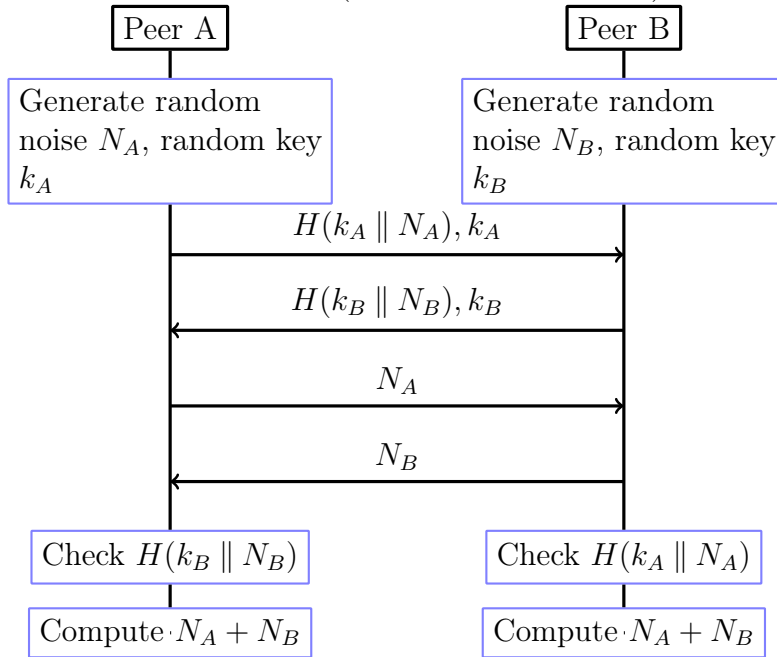 Peer A
Peer B
Generate random
noise N_A, random key
k_A
Generate random
noise N_B, random key
k_B
H(k_A ∥ N_A), k_A
H(k_B ∥ N_B), k_B
N_A
N_B
Check H(k_B ∥ N_B)
Check H(k_A ∥ N_A)
Compute N_A + N_B
Compute N_A + N_B